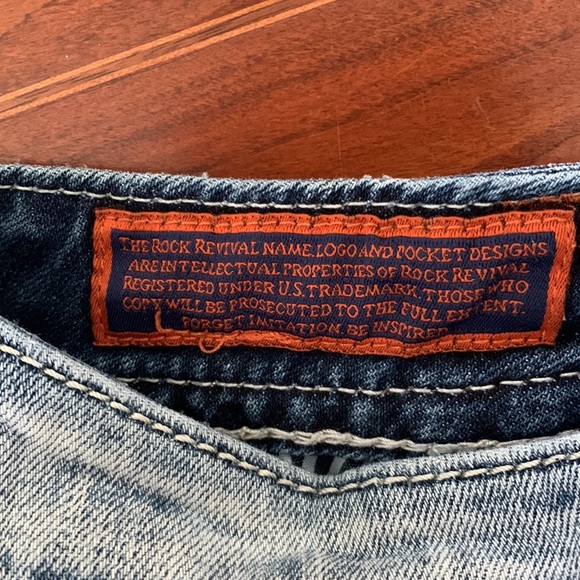 THE ROCK REVIVAL NAME, LOGO AND POCKET DESIGNS
ARE INTELLECTUAL PROPERTIES OF ROCK REVIVAL
REGISTERED UNDER U.S. TRADEMARK. THOSE WHO
COPY WILL BE PROSECUTED TO THE FULL EXTENT.
FORGET IMITATION, BE INSPIRED